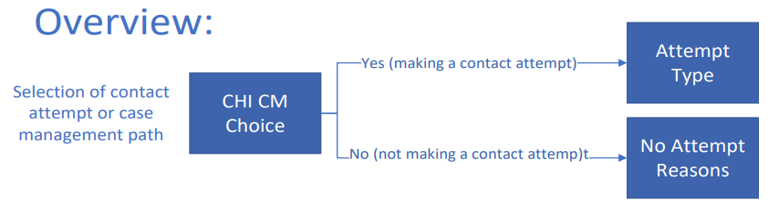 Overview:
Selection of contact
attempt or case
management path
CHI CM
Choice
Yes (making a contact attempt)
Attempt
Type
No (not making a contact attemp)t
No Attempt
Reasons